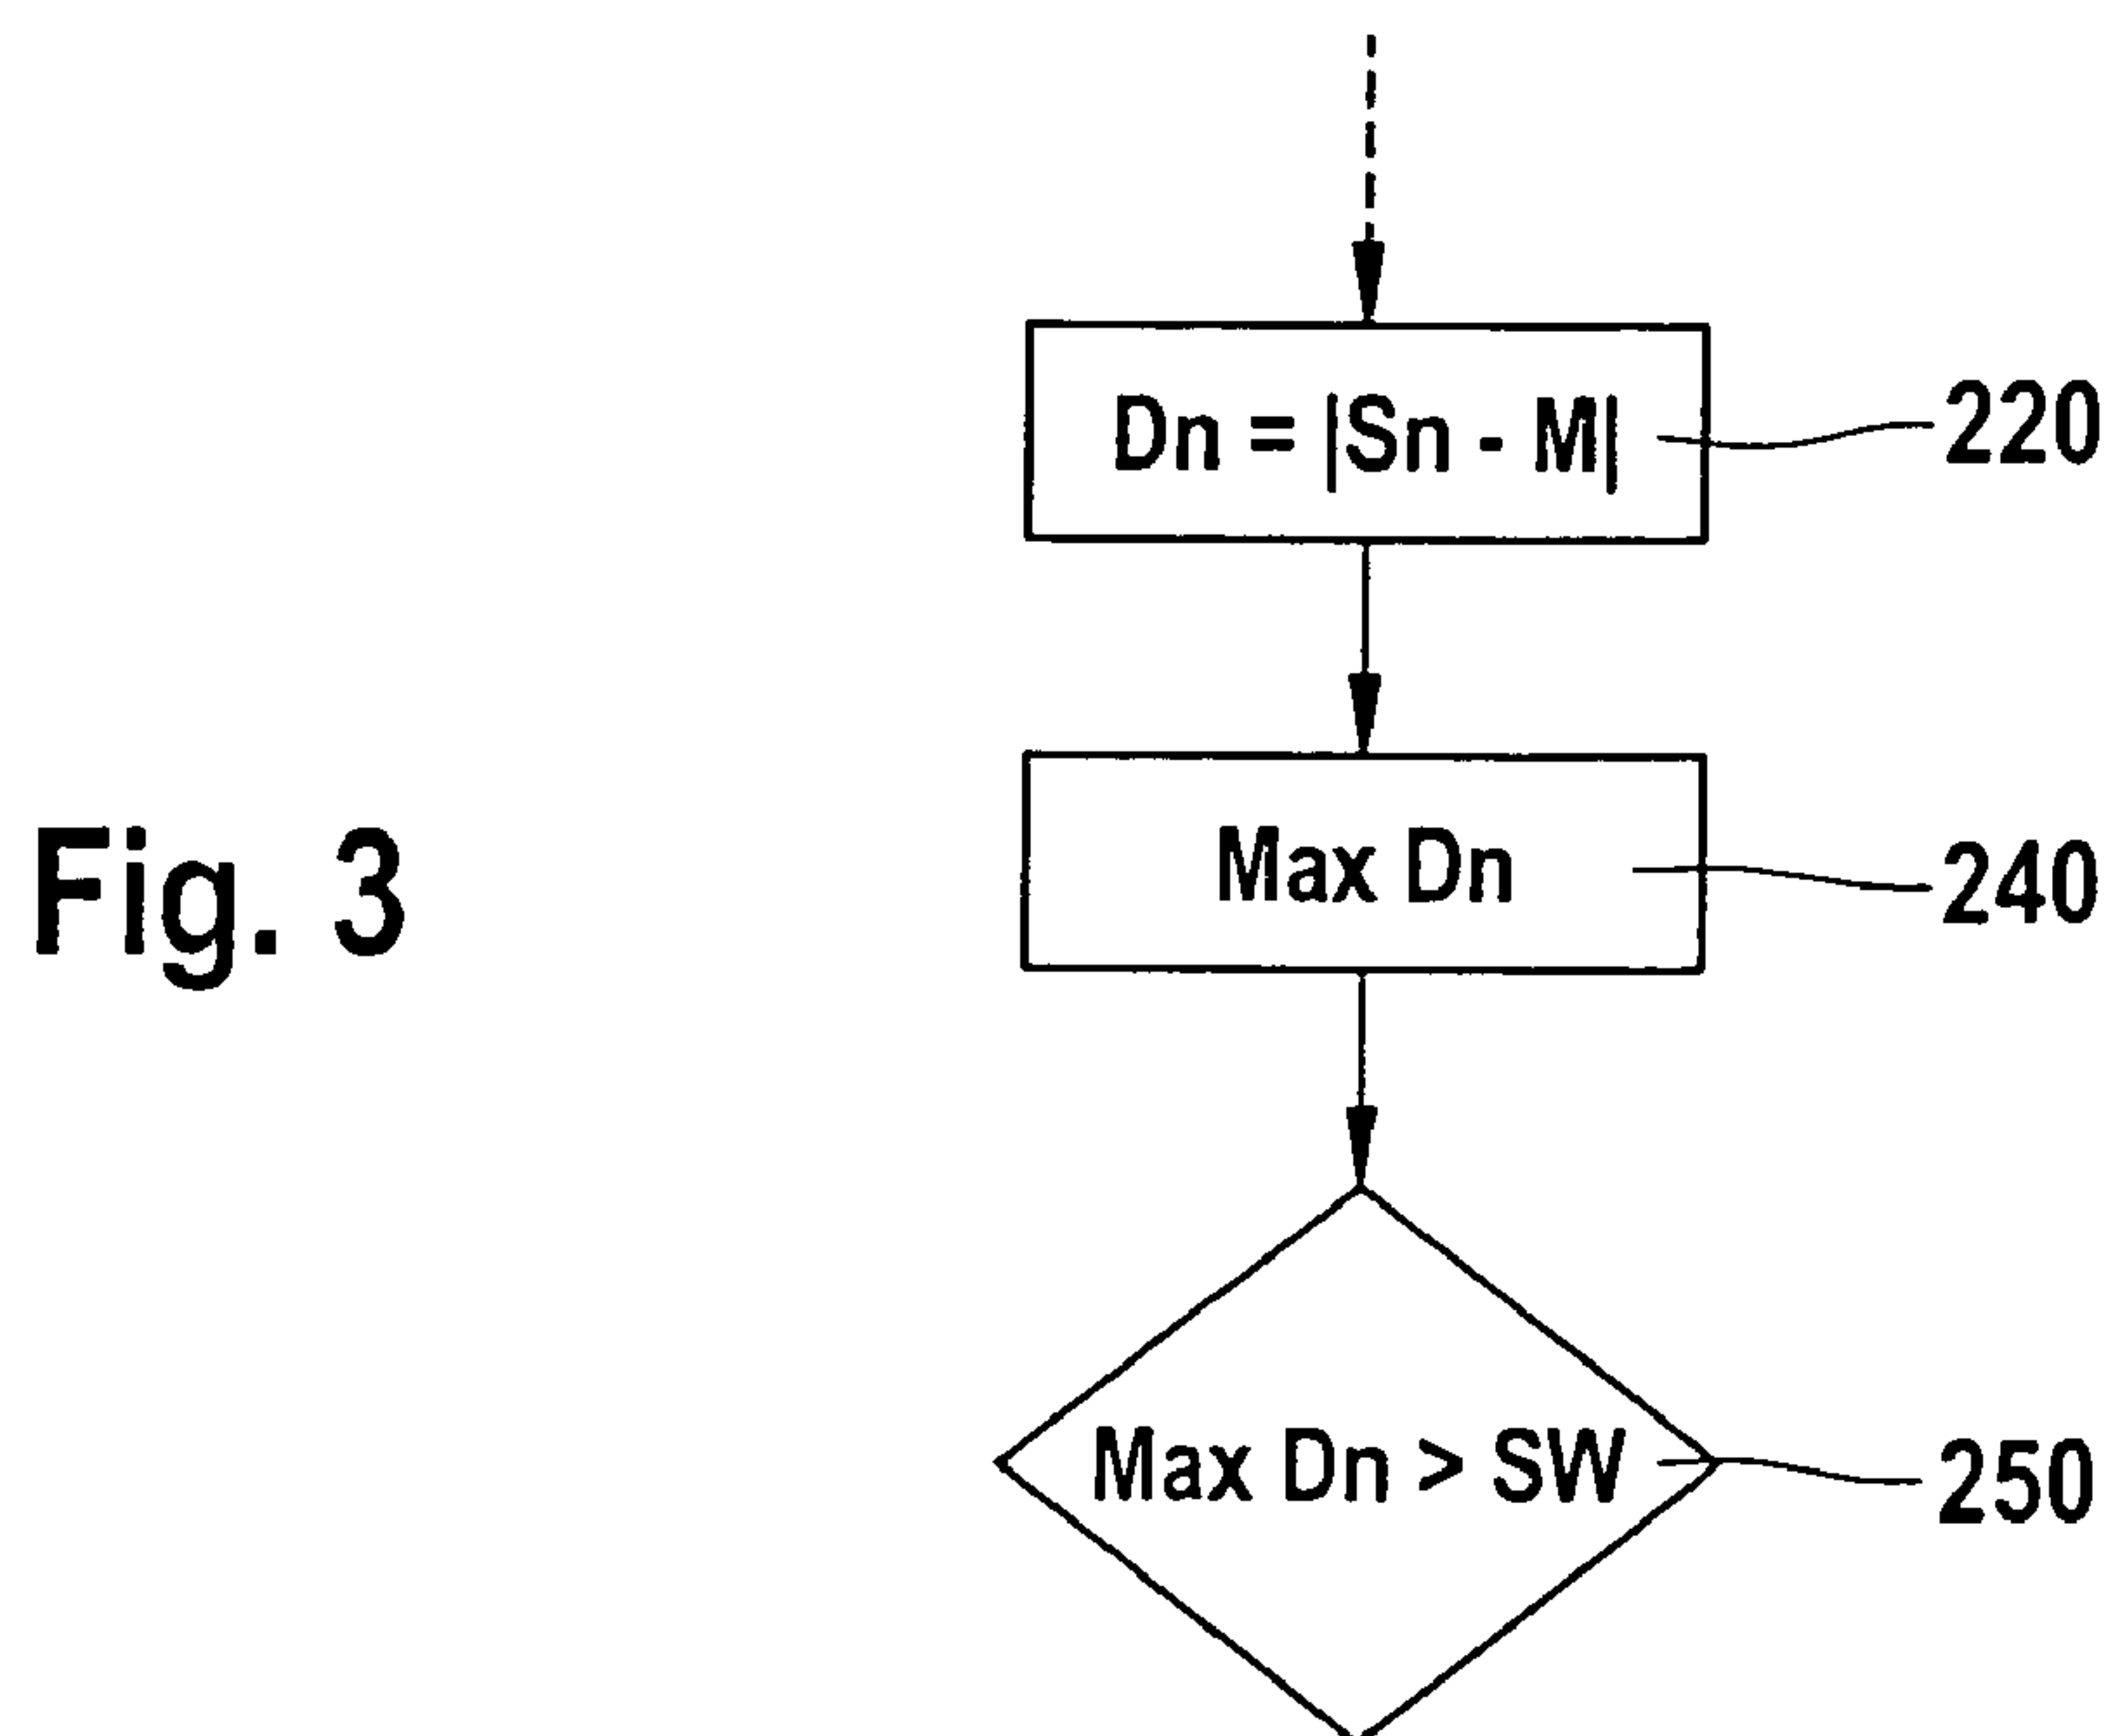 Dn = |Sn - M|
220
Max Dn
240
Fig. 3
Max Dn > SW
250